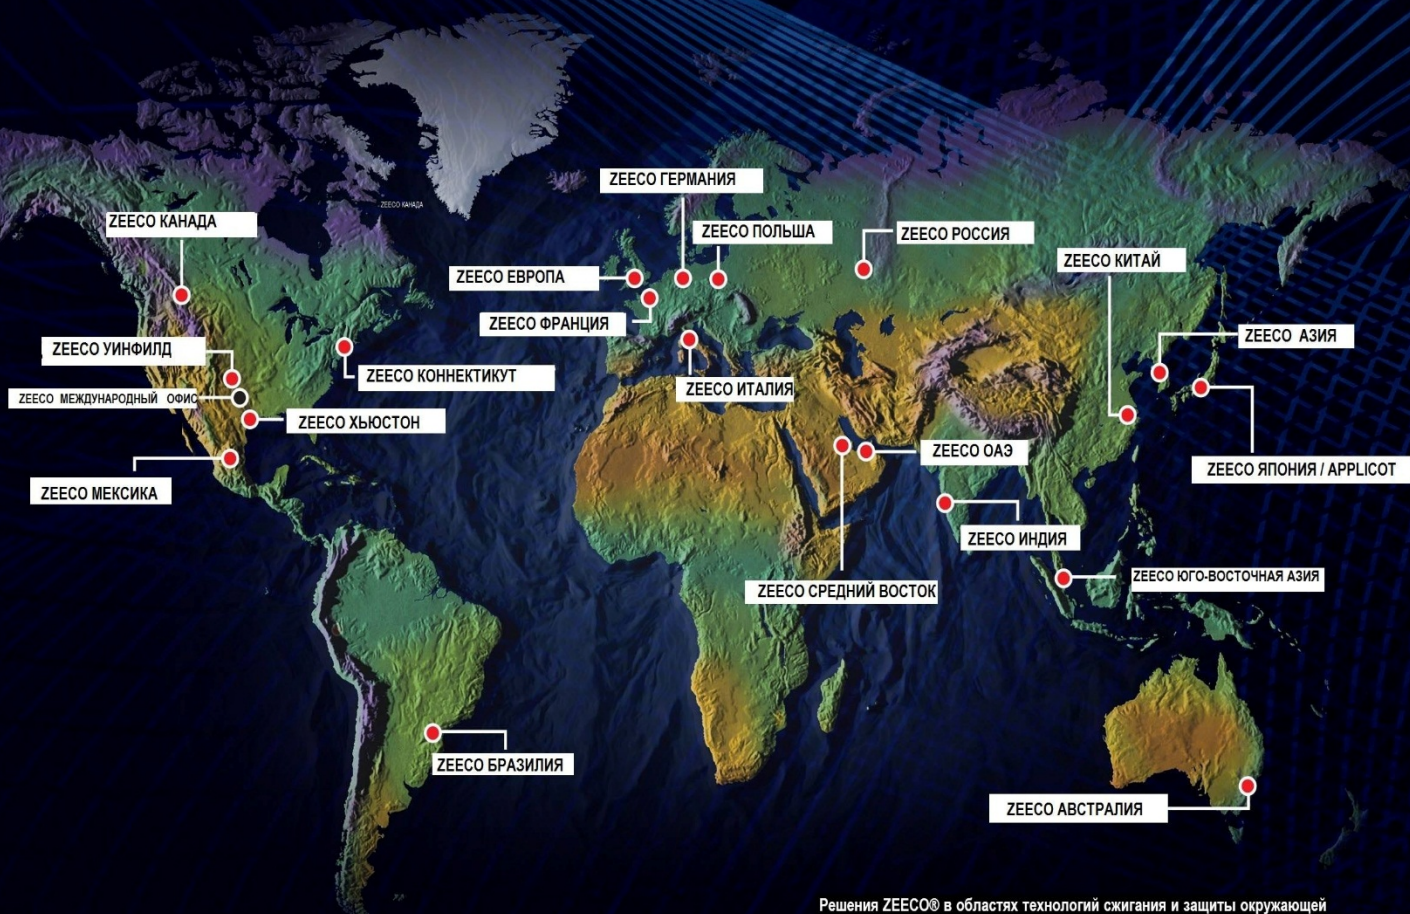 ZEECO ГЕРМАНИЯ
ZEECO КАНАДА
ZEECO КАНАДА
ZEECO ПОЛЬША
ZEECO РОССИЯ
ZEECO КИТАЙ
ZEECO ЕВРОПА
ZEECO ФРАНЦИЯ
ZEECO АЗИЯ
ZEECO УИНФИЛД
ZEECO КОННЕКТИКУТ
ZEECO ИТАЛИЯ
ZEECO МЕЖДУНАРОДНЫЙ ОФИС
ZEECO ХЬЮСТОН
ZEECO ОАЭ
ZEECO ЯПОНИЯ / APPLICOT
ZEECO МЕКСИКА
ZEECO ИНДИЯ
ZEECO ЮГО-ВОСТОЧНАЯ АЗИЯ
ZEECO СРЕДНИЙ ВОСТОК
ZEECO БРАЗИЛИЯ
ZEECO АВСТРАЛИЯ
Решения ZEECO® в областях технологий сжигания и защиты окружающей